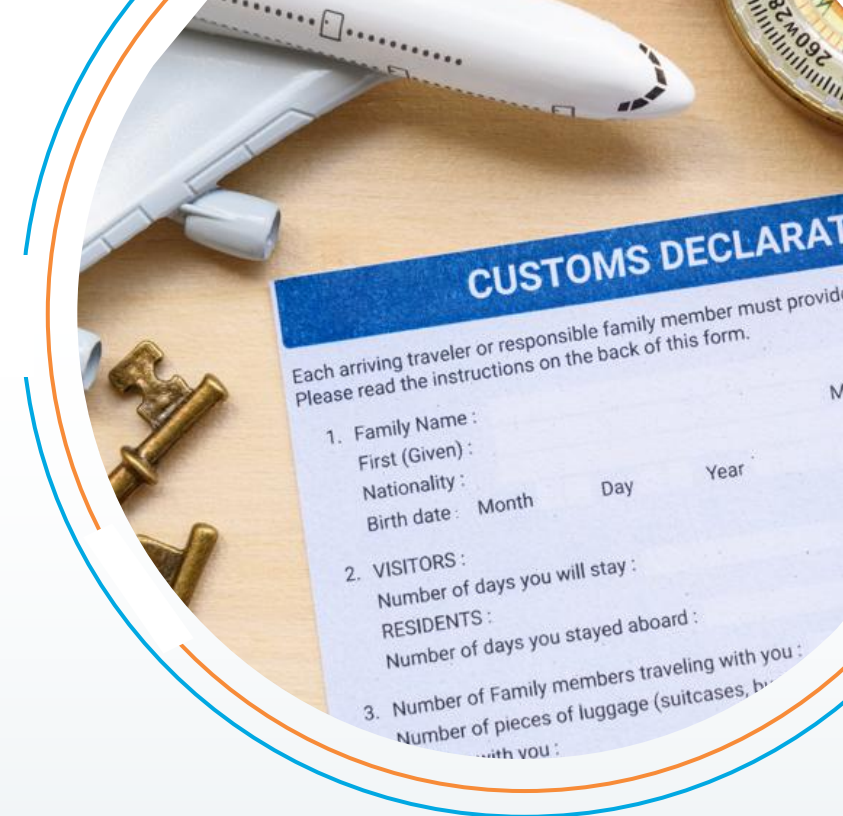 260W28
CUSTOMS DECLARAT
Each arriving traveler or responsible family member must provide
Please read the instructions on the back of this form.
1. Family Name :
First (Given) :
M
Nationality :
Birth date : Month Day Year
2. VISITORS :
Number of days you will stay :
RESIDENTS :
Number of days you stayed aboard :
3. Number of Family members traveling with you :
Number of pieces of luggage (suitcases,
with you :